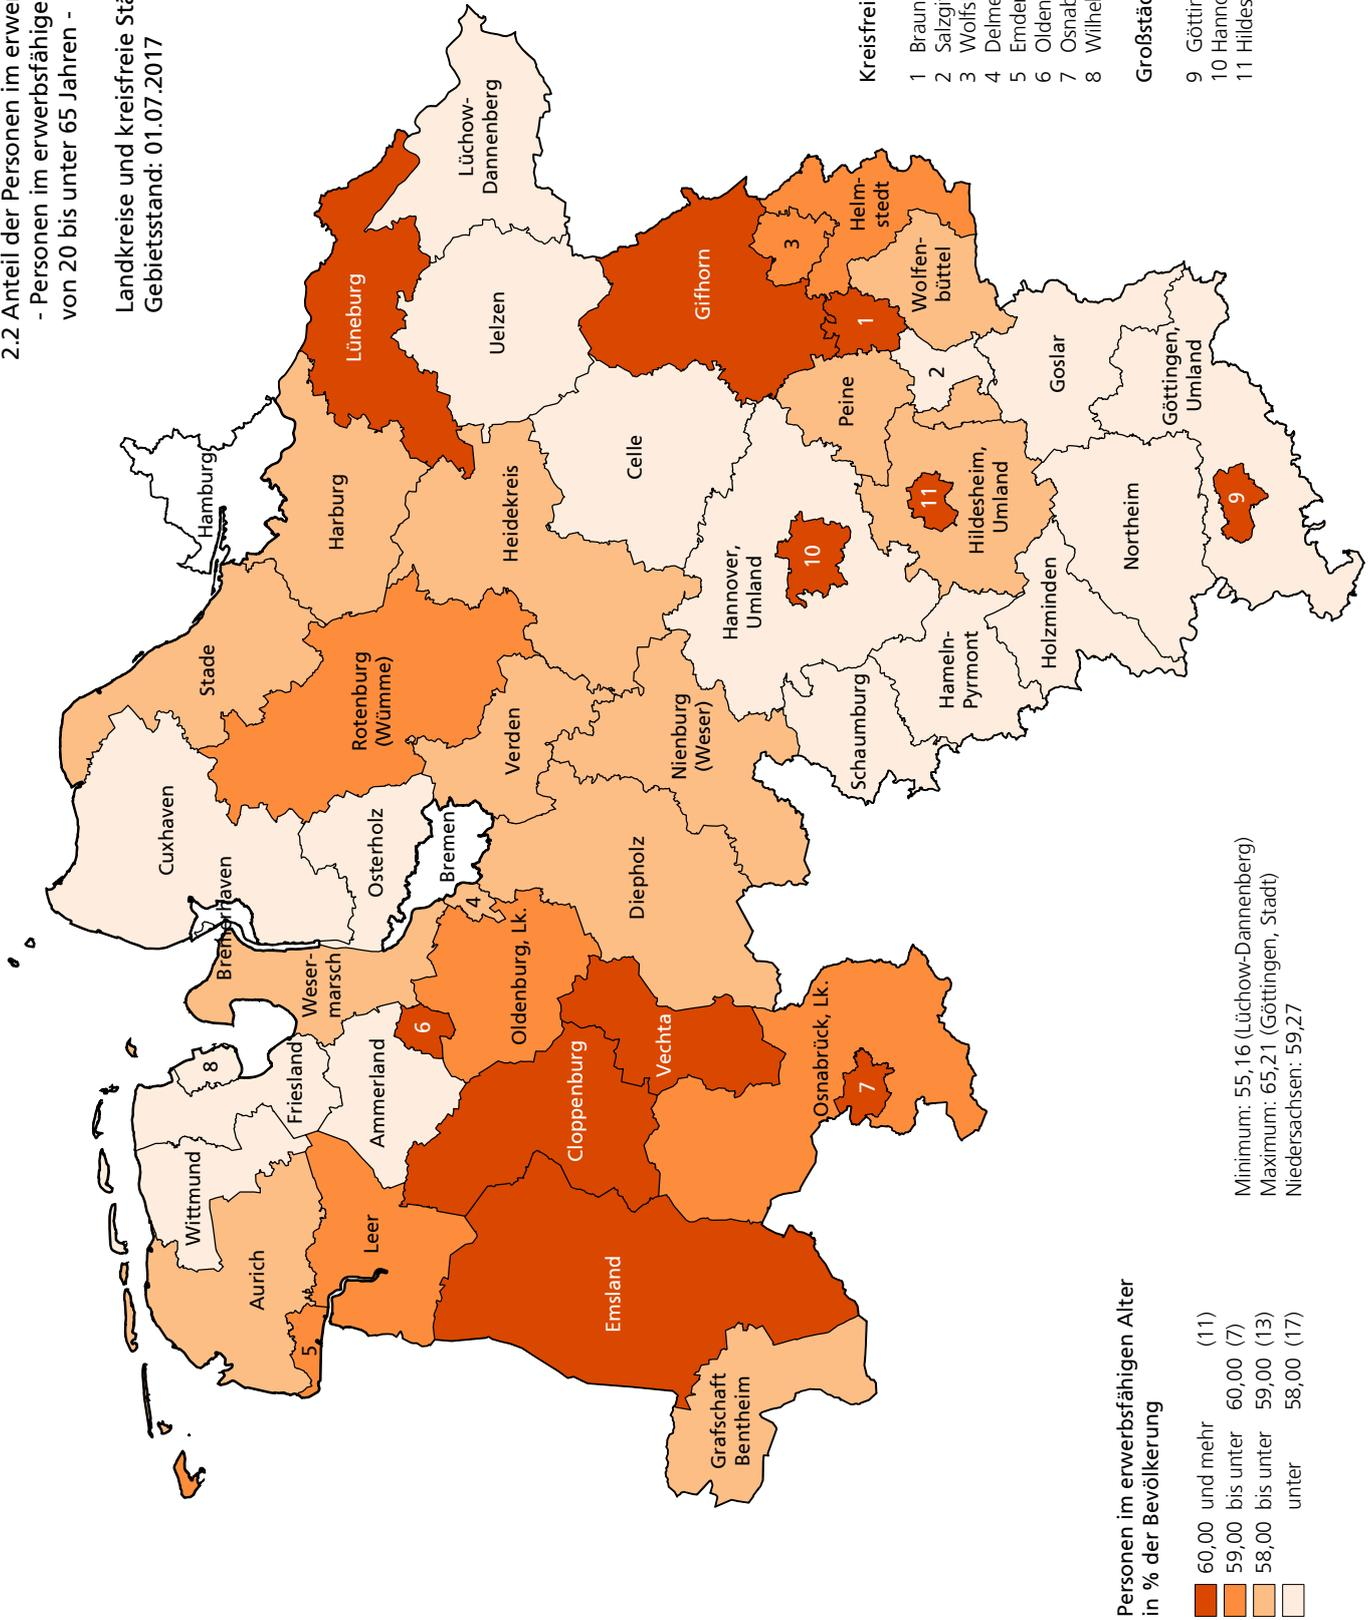 2.2 Anteil der Personen im erwer
- Personen im erwerbsfähige
von 20 bis unter 65 Jahren -
Landkreise und kreisfreie Stä
Gebietsstand: 01.07.2017
Hamburg
Stade
Cuxhaven
Bremerhaven
Harburg
Lüneburg
Lüchow-
Dannenberg
Uelzen
Heidekreis
Rotenburg
(Wümme)
Osterholz
Bremen
Verden
Weser-
marsch
8
Wittmund
Friesland
Aurich
Ammerland
Leer
5
6
4
Oldenburg, Lk.
Cloppenburg
Vechta
Emsland
Grafschaft
Bentheim
Osnabrück, Lk.
7
Diepholz
Nienburg
(Weser)
Celle
Gifhorn
3
Helm-
stedt
1
Wolfen-
büttel
2
Peine
Hannover,
Umland
10
Schaumburg
Hameln-
Pyrmont
Hildesheim,
Umland
11
Holzminden
Goslar
Northeim
Göttingen,
Umland
9
Kreisfrei
1 Braun
2 Salzgi
3 Wolfs
4 Delme
5 Emder
6 Olden
7 Osnab
8 Wilhel
Großstäd
9 Göttin
10 Hanno
11 Hildes
Personen im erwerbsfähigen Alter
in % der Bevölkerung
60,00 und mehr (11)
59,00 bis unter 60,00 (7)
58,00 bis unter 59,00 (13)
unter 58,00 (17)
Minimum: 55,16 (Lüchow-Dannenberg)
Maximum: 65,21 (Göttingen, Stadt)
Niedersachsen: 59,27